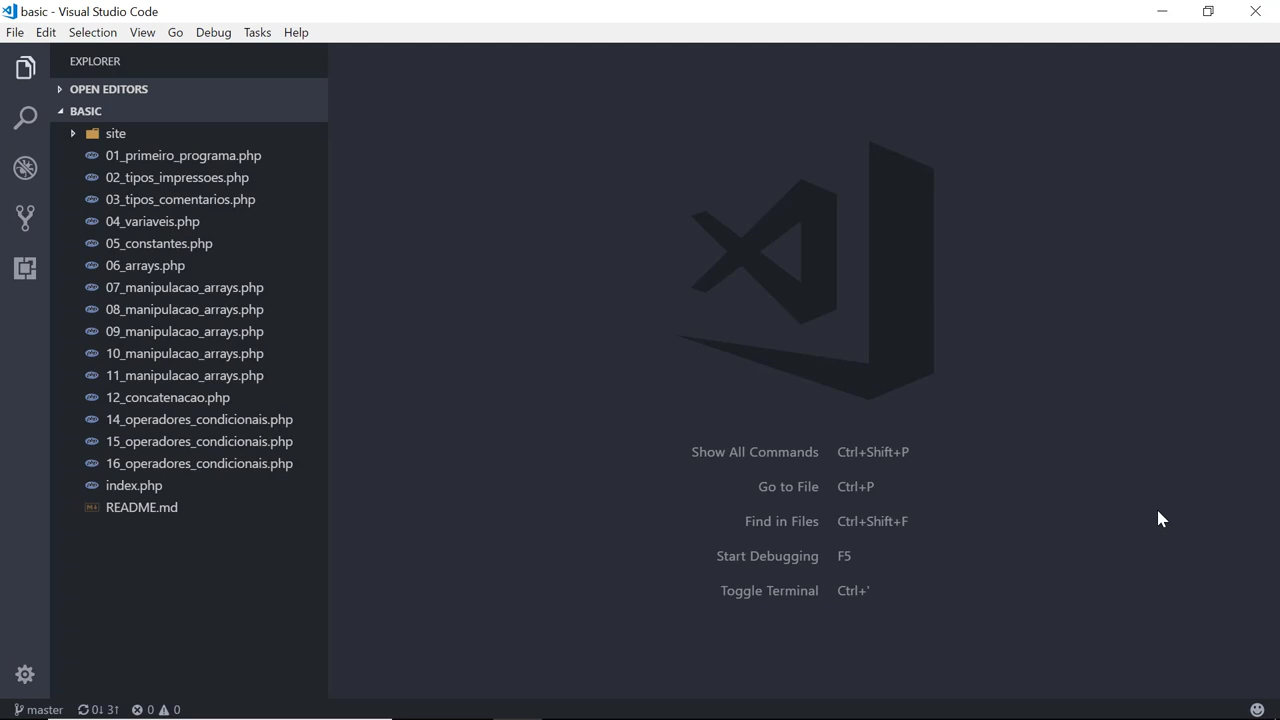 basic - Visual Studio Code
File Edit Selection View Go Debug Tasks Help
EXPLORER
OPEN EDITORS
BASIC
site
01_primeiro_programa.php
02_tipos_impressoes.php
03_tipos_comentarios.php
04_variaveis.php
05_constantes.php
06_arrays.php
07_manipulacao_arrays.php
08_manipulacao_arrays.php
09_manipulacao_arrays.php
10_manipulacao_arrays.php
11_manipulacao_arrays.php
12_concatenacao.php
14_operadores_condicionais.php
15_operadores_condicionais.php
16_operadores_condicionais.php
index.php
README.md
Show All Commands Ctrl+Shift+P
Go to File Ctrl+P
Find in Files Ctrl+Shift+F
Start Debugging F5
Toggle Terminal Ctrl+`
master 0↓ 3↑ 0 0